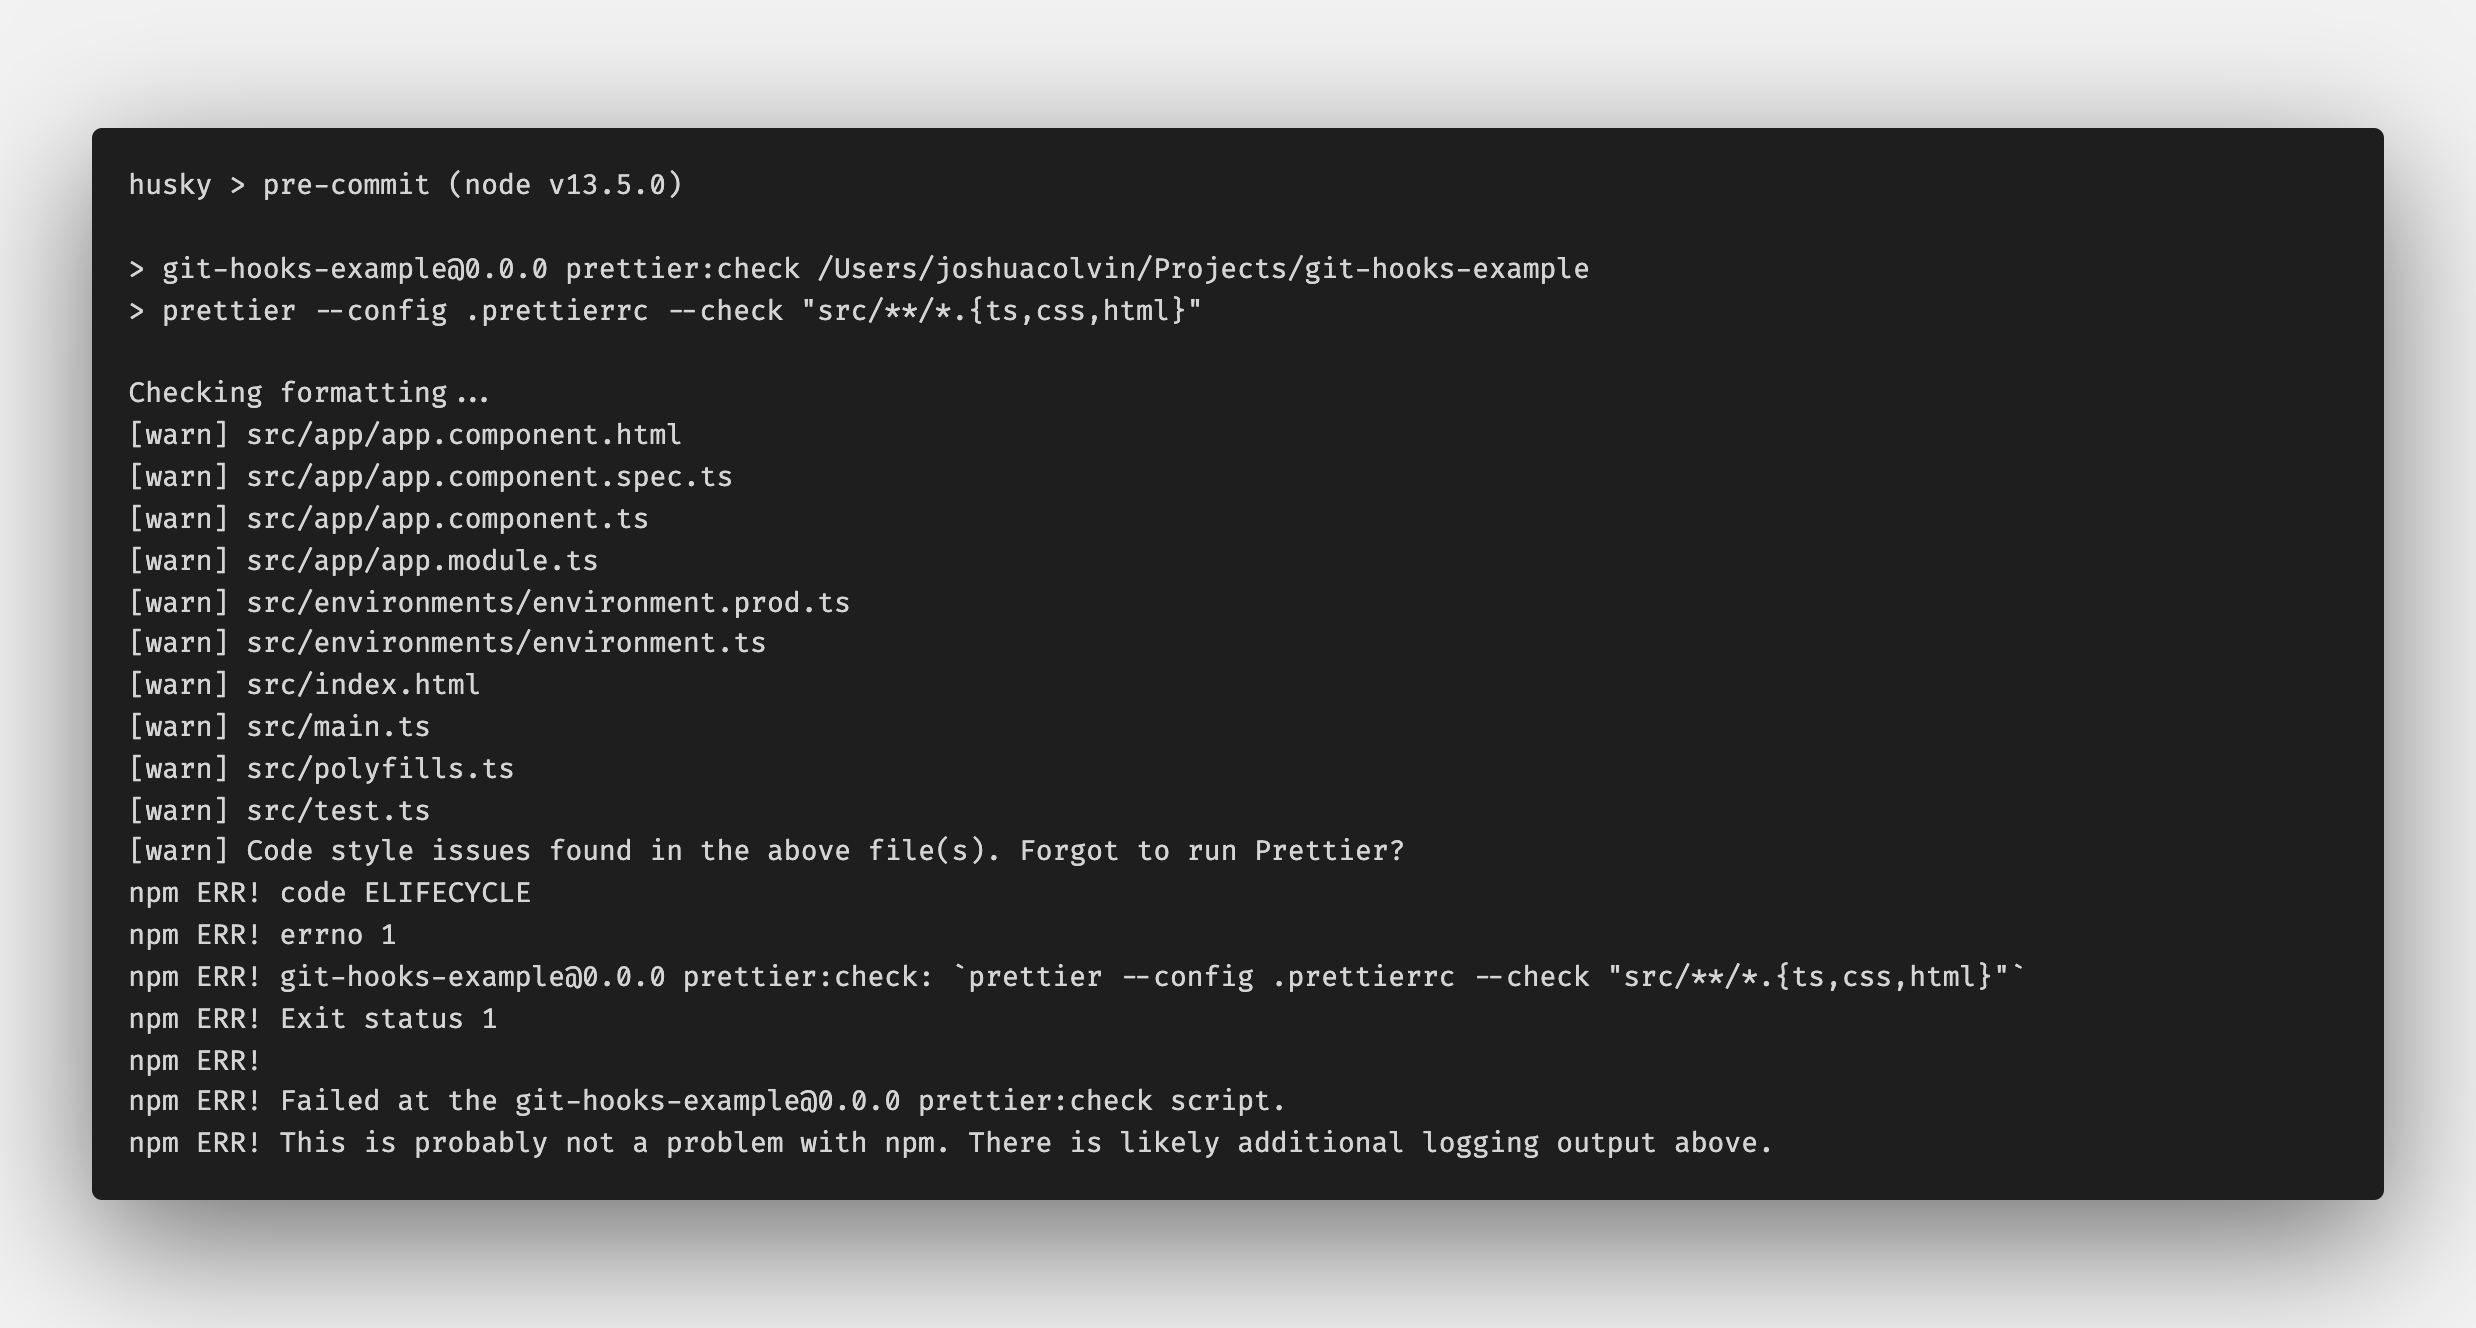 husky > pre-commit (node v13.5.0)
> git-hooks-example@0.0.0 prettier:check /Users/joshuacolvin/Projects/git-hooks-example
> prettier --config .prettierrc --check "src/**/*.{ts,css,html}"
Checking formatting...
[warn] src/app/app.component.html
[warn] src/app/app.component.spec.ts
[warn] src/app/app.component.ts
[warn] src/app/app.module.ts
[warn] src/environments/environment.prod.ts
[warn] src/environments/environment.ts
[warn] src/index.html
[warn] src/main.ts
[warn] src/polyfills.ts
[warn] src/test.ts
[warn] Code style issues found in the above file(s). Forgot to run Prettier?
npm ERR! code ELIFECYCLE
npm ERR! errno 1
npm ERR! git-hooks-example@0.0.0 prettier:check: `prettier --config .prettierrc --check "src/**/*.{ts,css,html}"`
npm ERR! Exit status 1
npm ERR!
npm ERR! Failed at the git-hooks-example@0.0.0 prettier:check script.
npm ERR! This is probably not a problem with npm. There is likely additional logging output above.